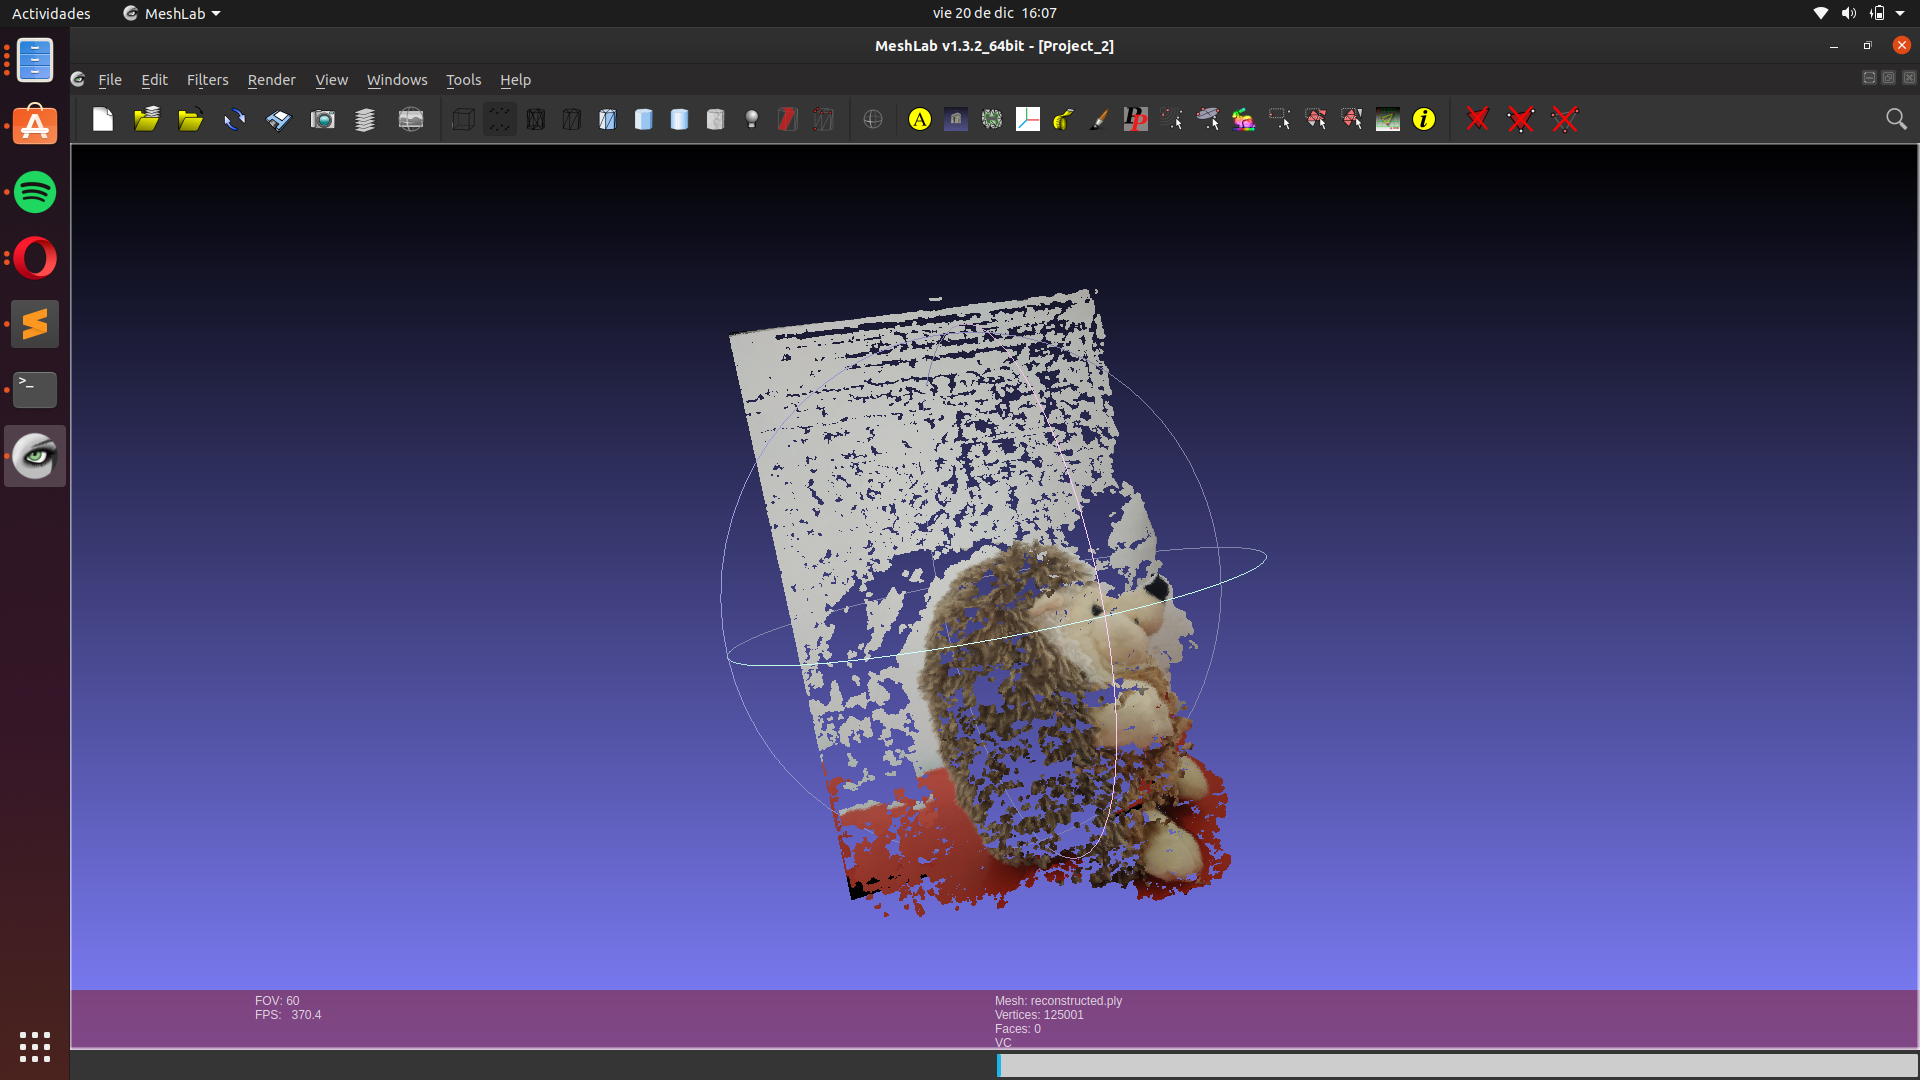 Actividades
MeshLab
vie 20 de dic 16:07
MeshLab v1.3.2_64bit - [Project_2]
File Edit Filters Render View Windows Tools Help
A
PP
i
>_
FOV: 60
FPS: 370.4
Mesh: reconstructed.ply
Vertices: 125001
Faces: 0
VC